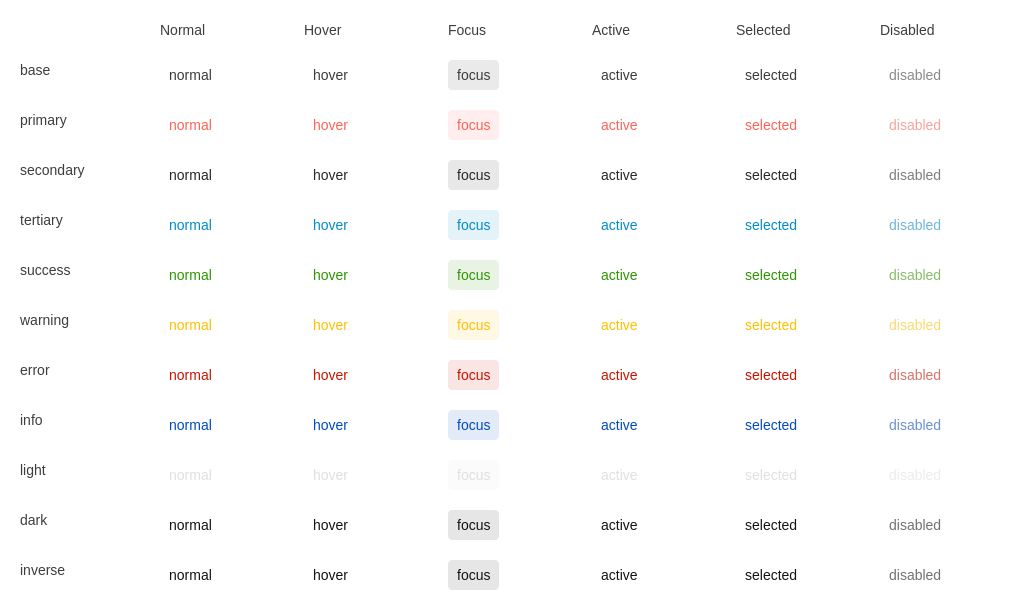 Normal Hover Focus Active Selected Disabled
base normal hover focus active selected disabled
primary normal hover focus active selected disabled
secondary normal hover focus active selected disabled
tertiary normal hover focus active selected disabled
success normal hover focus active selected disabled
warning normal hover focus active selected disabled
error normal hover focus active selected disabled
info normal hover focus active selected disabled
light normal hover focus active selected disabled
dark normal hover focus active selected disabled
inverse normal hover focus active selected disabled